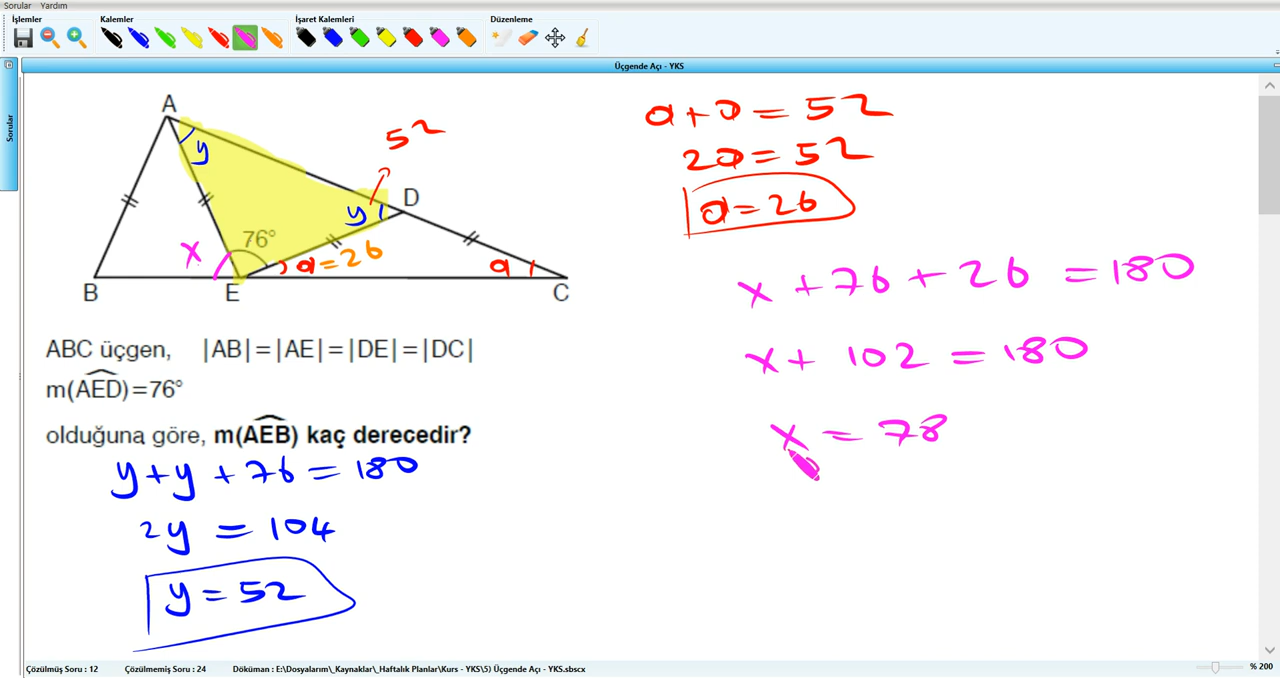 Sorular Yardım
İşlemler Kalemler İşaret Kalemleri Düzenleme
Üçgende Açı - YKS
Sorular
A
y
52
D
y
76°
x
a=26
a
B
E
C
ABC üçgen, |AB|=|AE|=|DE|=|DC|
m(AED)=76°
olduğuna göre, m(AEB) kaç derecedir?
y+y+76=180
2y=104
y=52
a+a=52
2a=52
a=26
x+76+26=180
x+102=180
x=78
Çözülmüş Soru : 12 Çözülmemiş Soru : 24 Döküman : E:\Dosyalarım\_Kaynaklar\_Haftalık Planlar\Kurs - YKS\5) Üçgende Açı - YKS.sbscx % 200